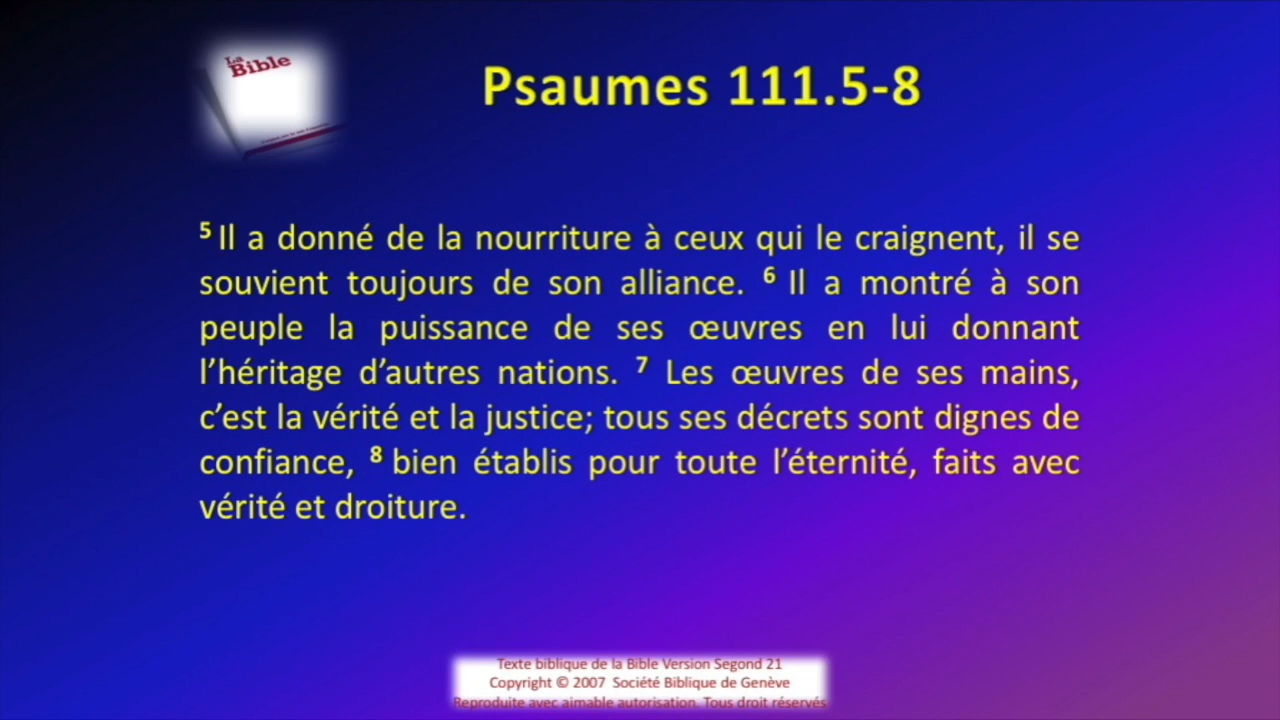 La
Bible
Psaumes 111.5-8
5 Il a donné de la nourriture à ceux qui le craignent, il se
souvient toujours de son alliance. 6 Il a montré à son
peuple la puissance de ses œuvres en lui donnant
l’héritage d’autres nations. 7 Les œuvres de ses mains,
c’est la vérité et la justice; tous ses décrets sont dignes de
confiance, 8 bien établis pour toute l’éternité, faits avec
vérité et droiture.
Texte biblique de la Bible Version Segond 21
Copyright © 2007 Société Biblique de Genève
Reproduite avec aimable autorisation. Tous droit réservés